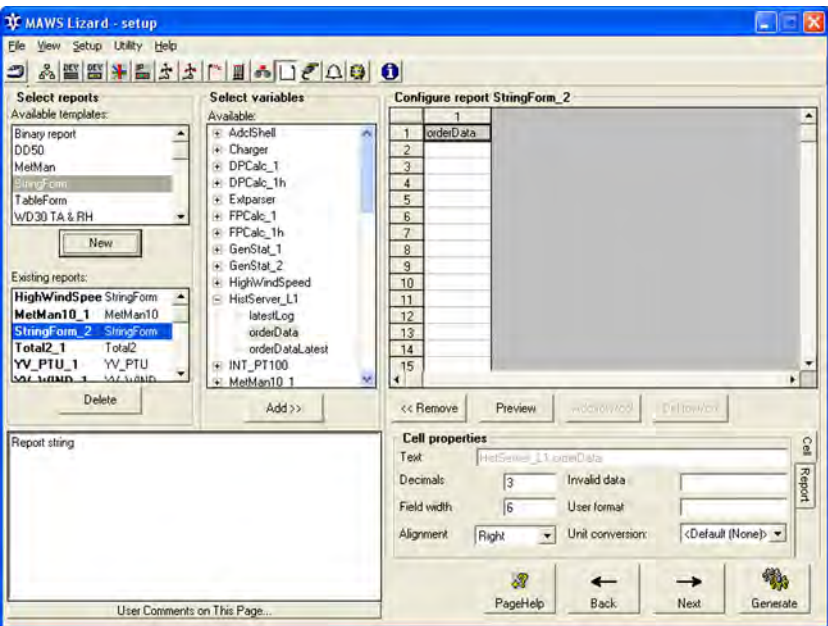 MAWS Lizard - setup
File View Setup Utility Help
DEV DEV
Select reports
Available templates:
Binary report
DD50
MetMan
StringForm
TableForm
WD30 TA & RH
New
Existing reports:
HighWindSpee StringForm
MetMan10_1 MetMan10
StringForm_2 StringForm
Total2_1 Total2
YV_PTU_1 YV_PTU
YV_WIND_1 YV_WIND
Delete
Select variables
Available:
AdclShell
Charger
DPCalc_1
DPCalc_1h
Extparser
FPCalc_1
FPCalc_1h
GenStat_1
GenStat_2
HighWindSpeed
HistServer_L1
latestLog
orderData
orderDataLatest
INT_PT100
MetMan10_1
Add >>
Configure report StringForm_2
1
1 orderData
2
3
4
5
6
7
8
9
10
11
12
13
14
15
<< Remove Preview
Report string
User Comments on This Page...
Cell properties
Text HistServer_L1.orderData
Decimals 3 Invalid data
Field width 6 User format
Alignment Right Unit conversion: <Default (None)>
Cell
Report
PageHelp Back Next Generate